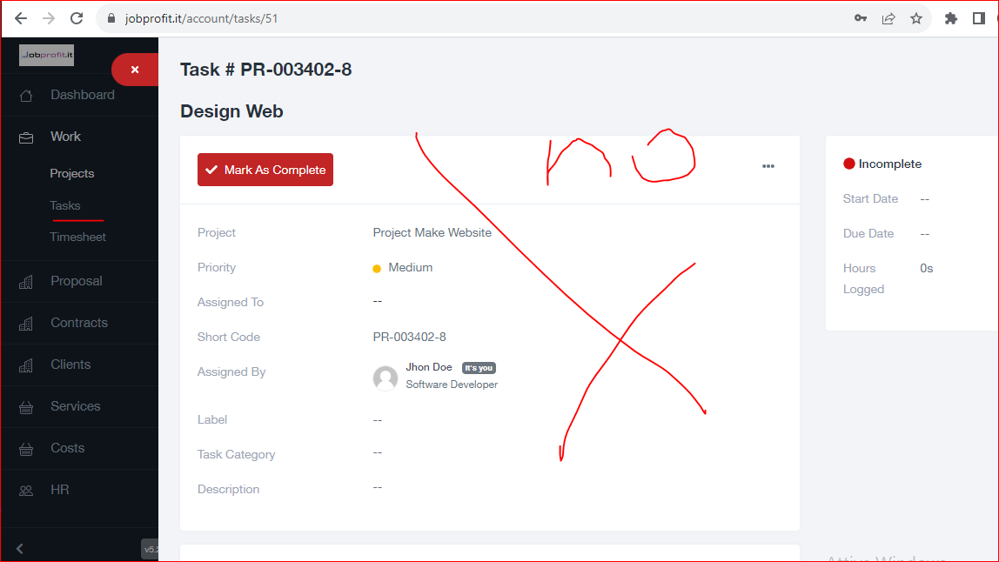 jobprofit.it/account/tasks/51
Jobprofit.it
Dashboard
Work
Projects
Tasks
Timesheet
Proposal
Contracts
Clients
Services
Costs
HR
Task # PR-003402-8
Design Web
no
Mark As Complete
Project Project Make Website
Priority Medium
Assigned To --
Short Code PR-003402-8
Assigned By Jhon Doe It's you
Software Developer
Label --
Task Category --
Description --
Incomplete
Start Date --
Due Date --
Hours Logged 0s